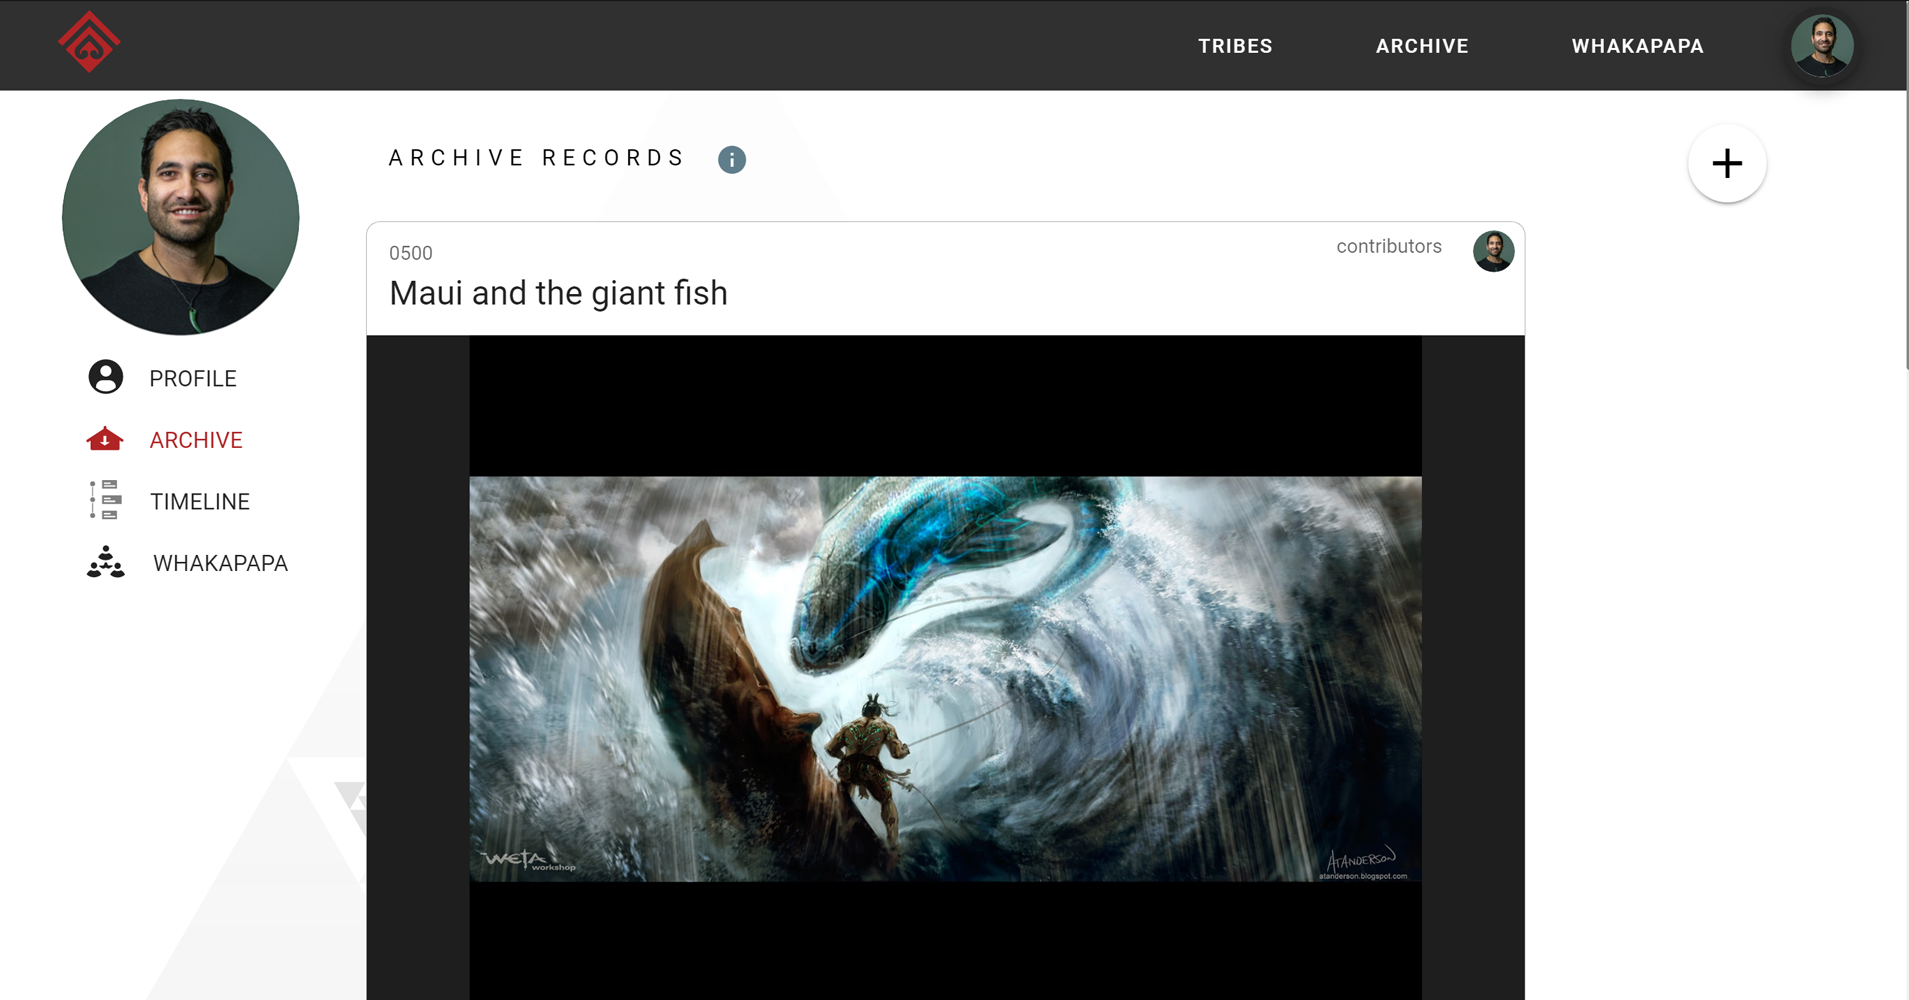 TRIBES
ARCHIVE
WHAKAPAPA
ARCHIVE RECORDS
i
+
0500
contributors
Maui and the giant fish
PROFILE
ARCHIVE
TIMELINE
WHAKAPAPA
WETA
workshop
ATANDERSON
atanderson.blogspot.com